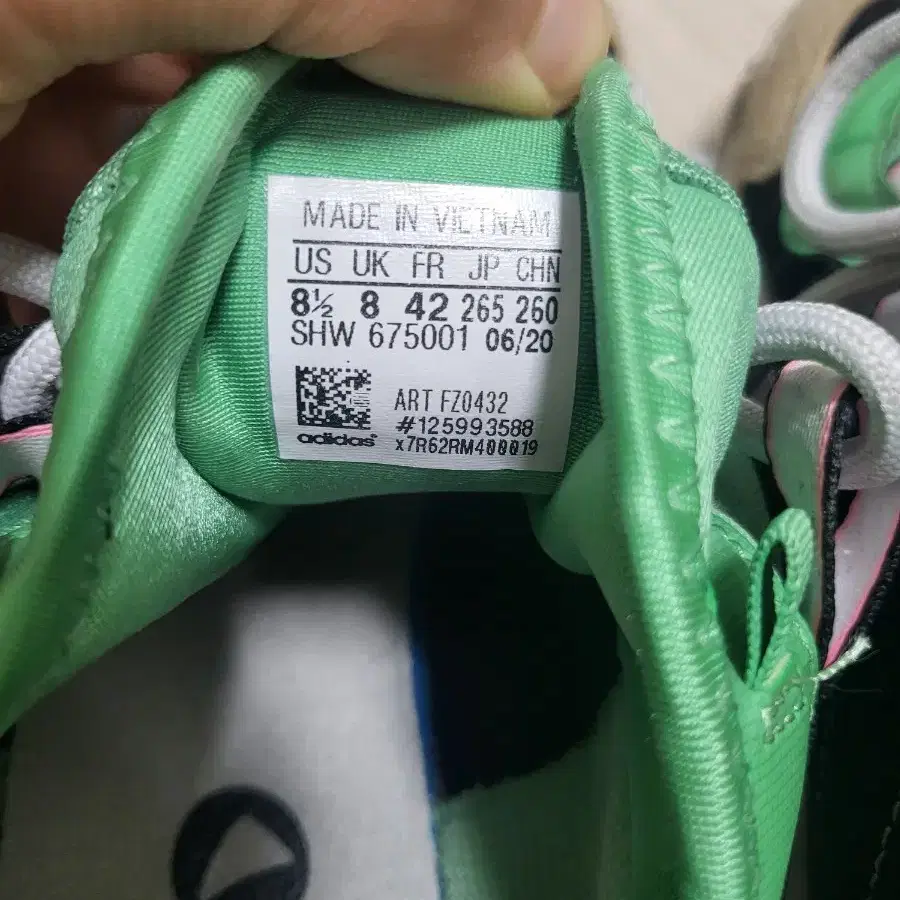 MADE IN VIETNAM
US UK FR JP CHN
8½ 8 42 265 260
SHW 675001 06/20
ART FZ0432
#125993588
adidas x7R62RM400019